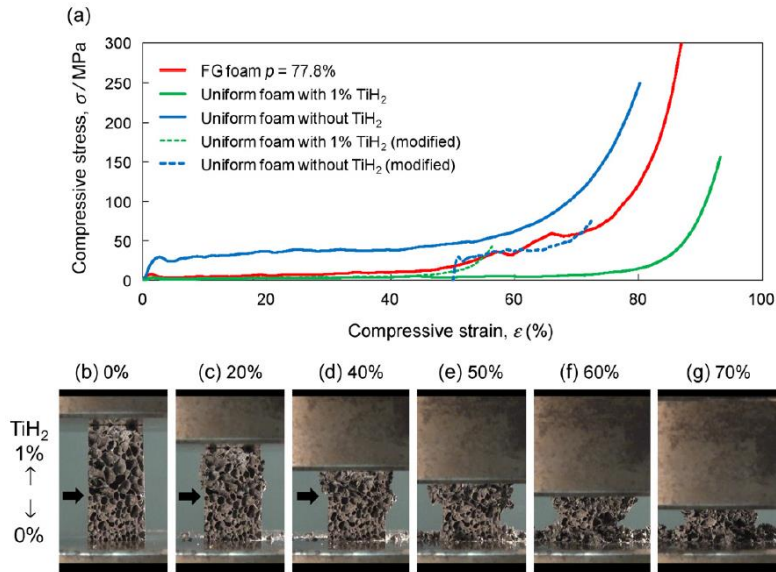 (a)
300
250
200
150
100
50
0
Compressive stress, σ / MPa
FG foam p = 77.8%
Uniform foam with 1% TiH₂
Uniform foam without TiH₂
Uniform foam with 1% TiH₂ (modified)
Uniform foam without TiH₂ (modified)
0 20 40 60 80 100
Compressive strain, ε (%)
(b) 0% (c) 20% (d) 40% (e) 50% (f) 60% (g) 70%
TiH₂
1%
↑
↓
0%